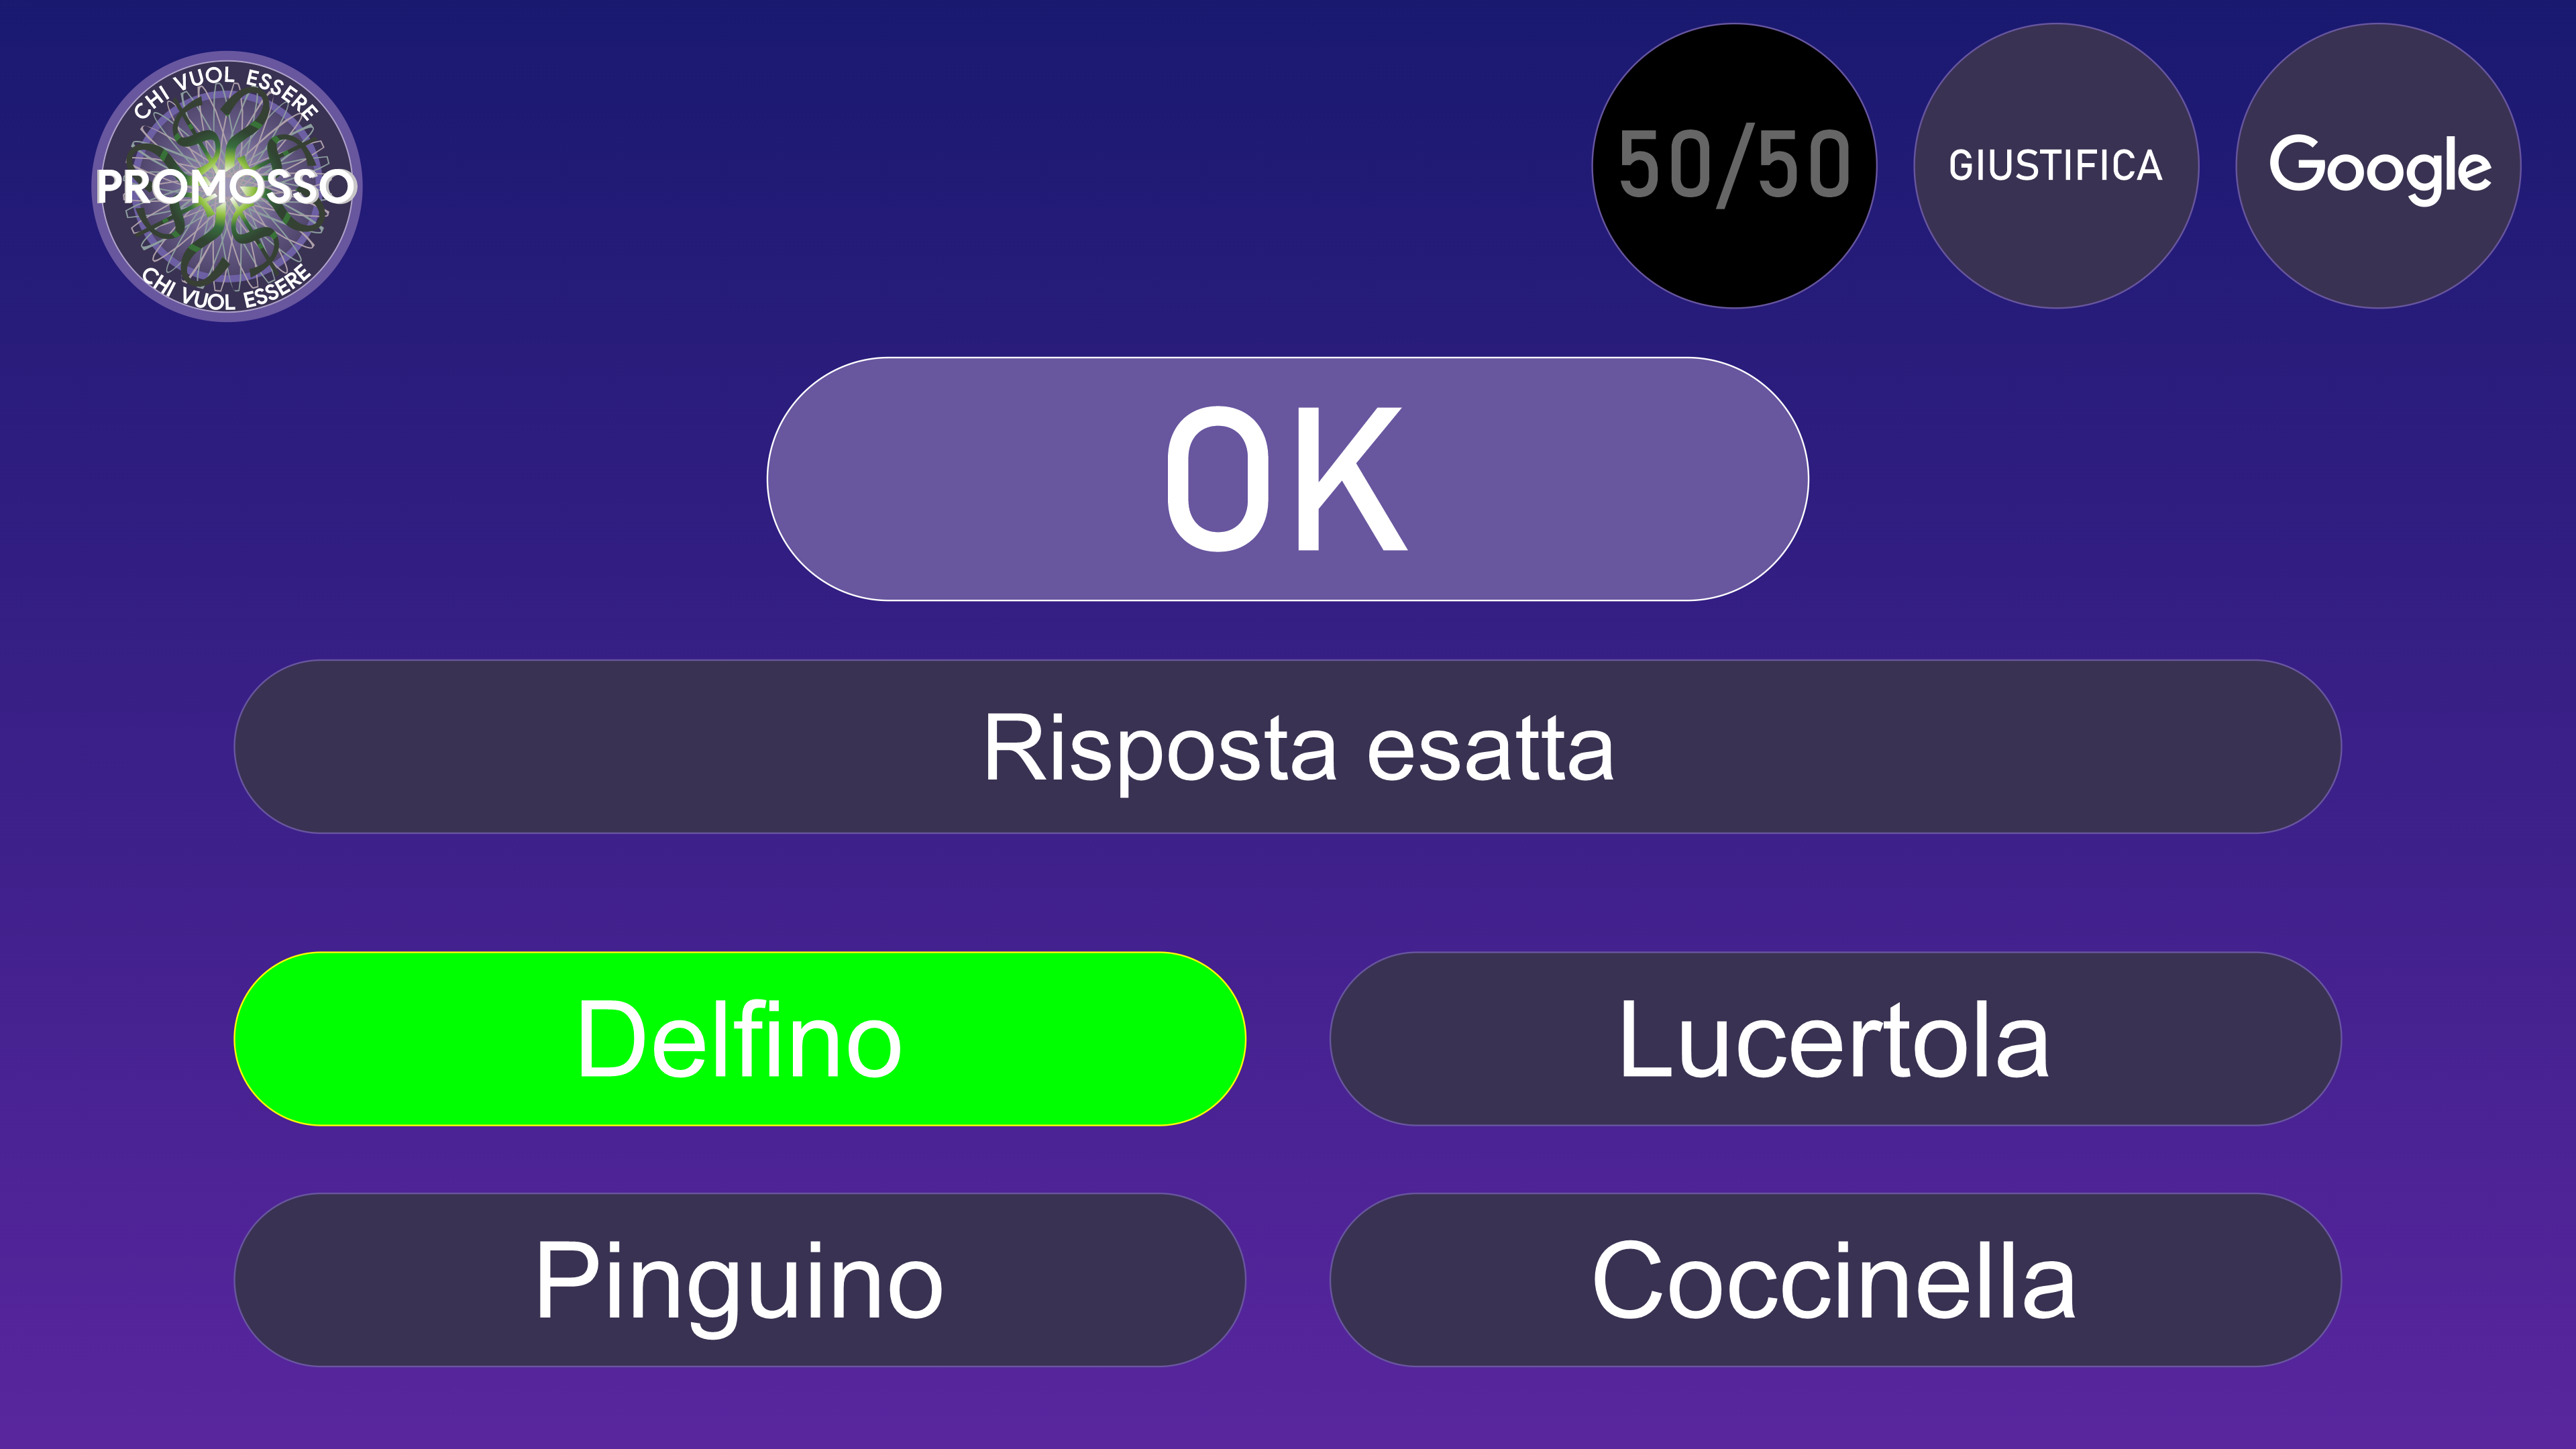 CHI VUOL ESSERE
PROMOSSO
CHI VUOL ESSERE
50/50
GIUSTIFICA
Google
OK
Risposta esatta
Delfino
Lucertola
Pinguino
Coccinella